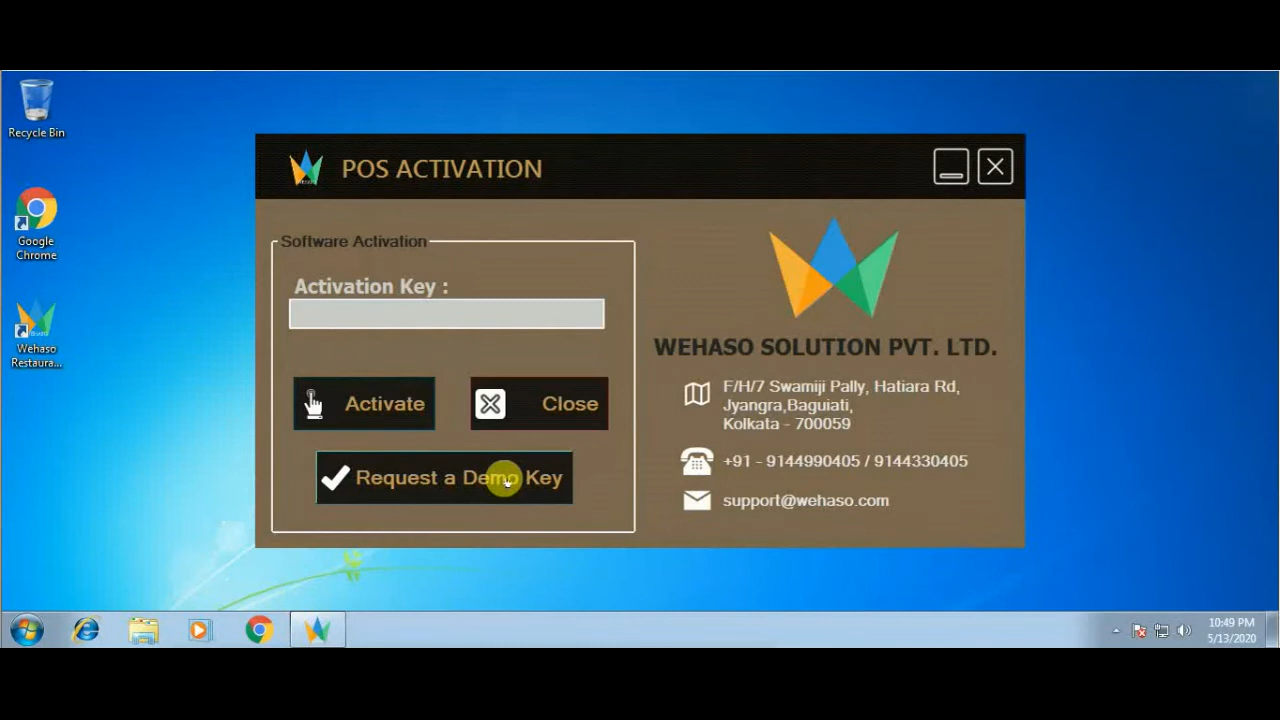 Recycle Bin
Google
Chrome
Wehaso
Restaura...
POS ACTIVATION
Software Activation
Activation Key :
Activate
Close
Request a Demo Key
WEHASO SOLUTION PVT. LTD.
F/H/7 Swamiji Pally, Hatiara Rd,
Jyangra,Baguiati,
Kolkata - 700059
+91 - 9144990405 / 9144330405
support@wehaso.com
10:49 PM
5/13/2020